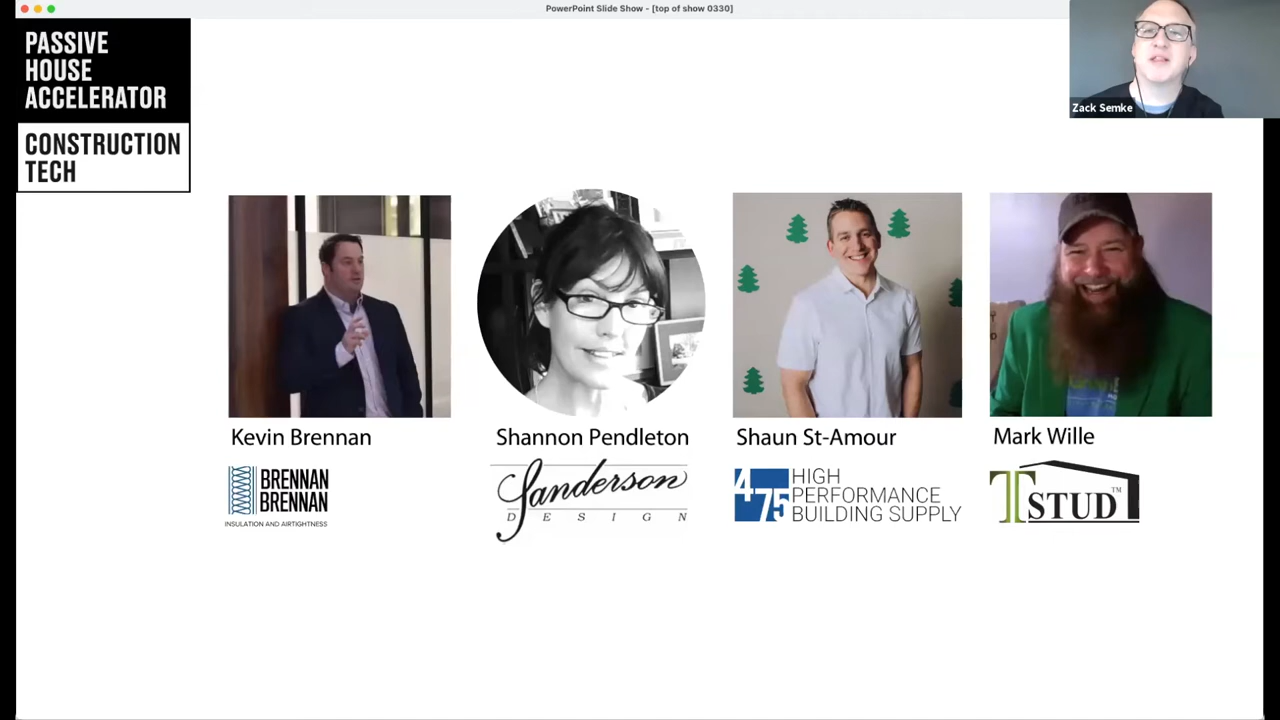 PowerPoint Slide Show - [top of show 0330]
PASSIVE
HOUSE
ACCELERATOR
CONSTRUCTION
TECH
Zack Semke
Kevin Brennan
Shannon Pendleton
Shaun St-Amour
Mark Wille
BRENNAN
BRENNAN
INSULATION AND AIRTIGHTNESS
Sanderson
DESIGN
475
HIGH
PERFORMANCE
BUILDING SUPPLY
TSTUD™